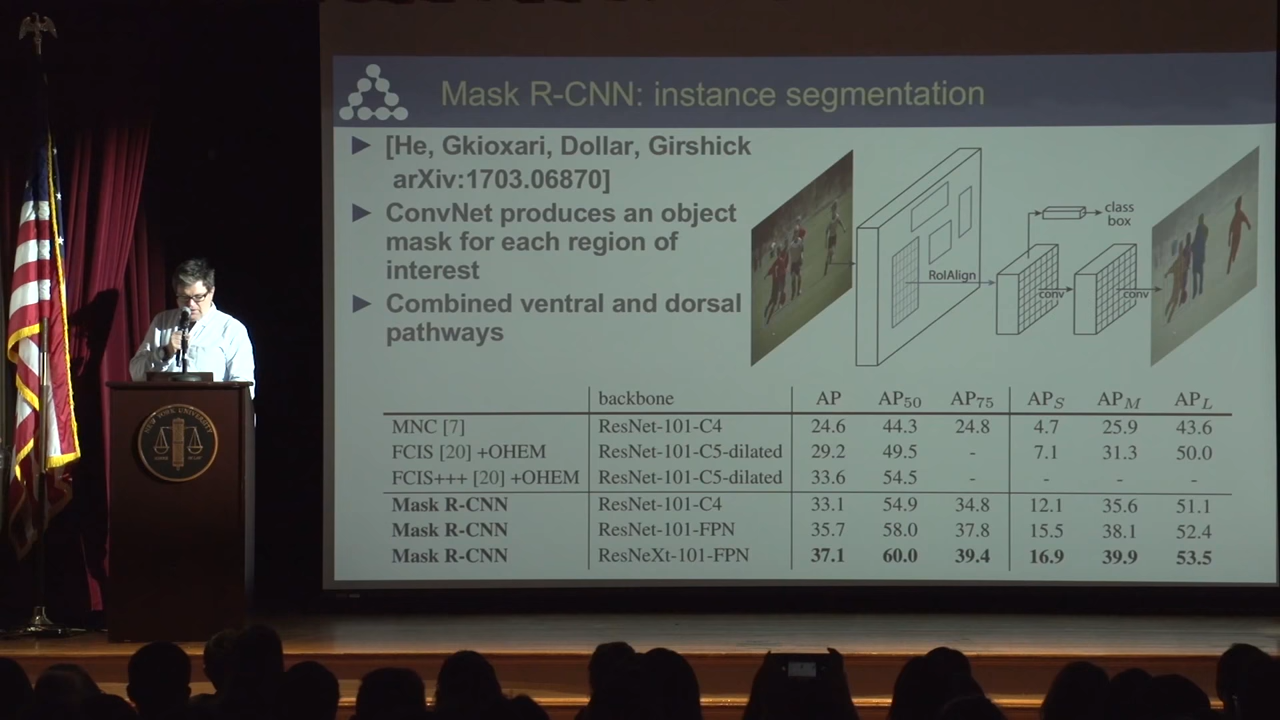 Mask R-CNN: instance segmentation
► [He, Gkioxari, Dollar, Girshick
arXiv:1703.06870]
► ConvNet produces an object
mask for each region of
interest
► Combined ventral and dorsal
pathways
RoIAlign
class
box
conv
conv
backbone AP AP50 AP75 APS APM APL
MNC [7] ResNet-101-C4 24.6 44.3 24.8 4.7 25.9 43.6
FCIS [20] +OHEM ResNet-101-C5-dilated 29.2 49.5 - 7.1 31.3 50.0
FCIS+++ [20] +OHEM ResNet-101-C5-dilated 33.6 54.5 - - - -
Mask R-CNN ResNet-101-C4 33.1 54.9 34.8 12.1 35.6 51.1
Mask R-CNN ResNet-101-FPN 35.7 58.0 37.8 15.5 38.1 52.4
Mask R-CNN ResNeXt-101-FPN 37.1 60.0 39.4 16.9 39.9 53.5
NEW YORK UNIVERSITY